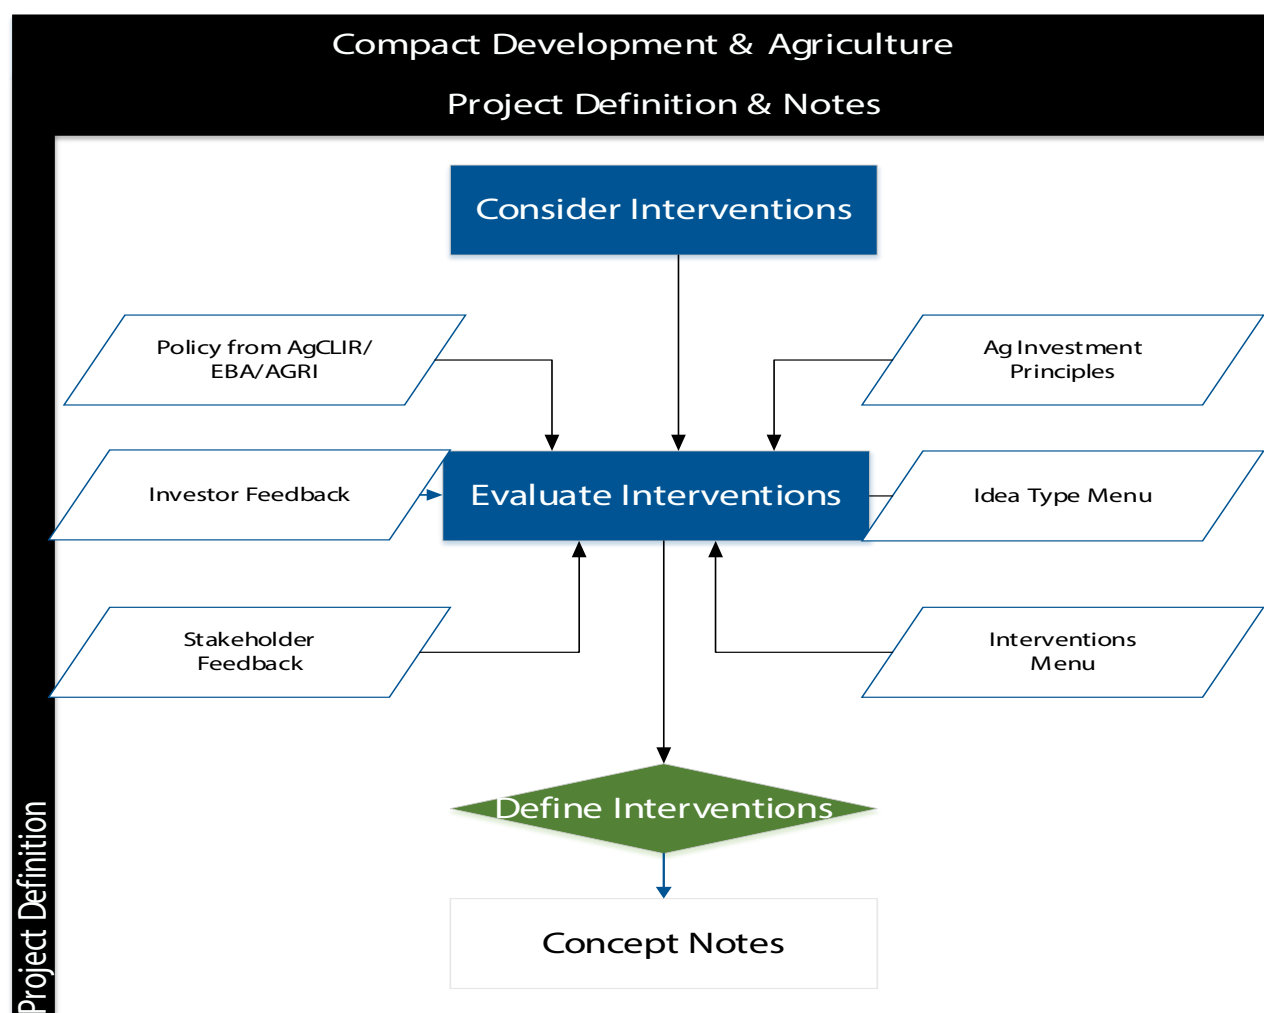 Compact Development & Agriculture
Project Definition & Notes
Consider Interventions
Policy from AgCLIR/
EBA/AGRI
Ag Investment
Principles
Investor Feedback
Evaluate Interventions
Idea Type Menu
Stakeholder
Feedback
Interventions
Menu
Define Interventions
Concept Notes
Project Definition